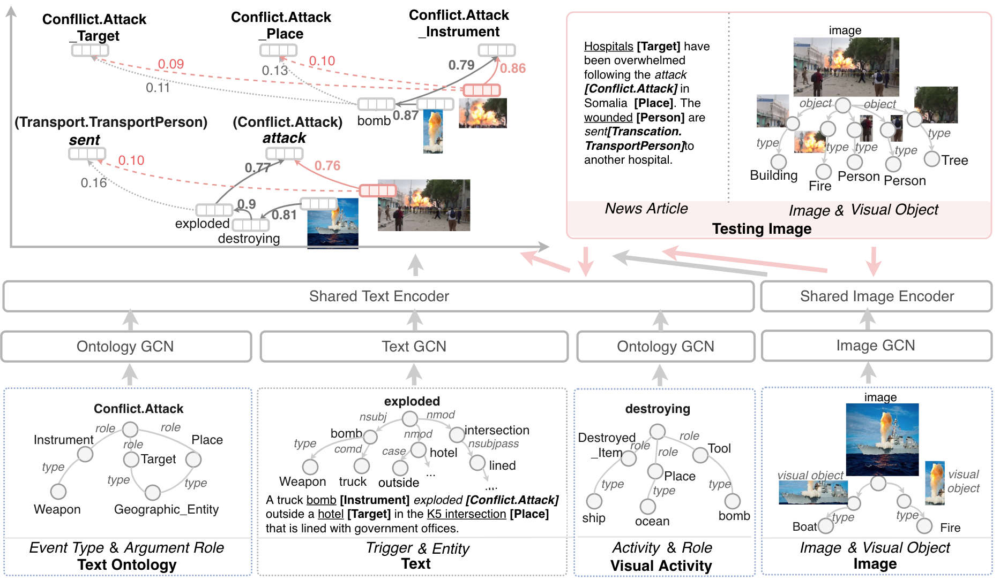 Confllict.Attack
_Target
Conflict.Attack
_Place
Conflict.Attack
_Instrument
0.09
0.10
0.13
0.11
0.79
0.86
bomb
0.87
(Transport.TransportPerson)
sent
(Conflict.Attack)
attack
0.10
0.16
0.77
0.76
0.9
0.81
exploded
destroying
Hospitals [Target] have
been overwhelmed
following the attack
[Conflict.Attack] in
Somalia [Place]. The
wounded [Person] are
sent[Transcation.
TransportPerson]to
another hospital.
image
object
object
type
type
type
type
type
Building
Fire
Person
Person
Tree
News Article
Image & Visual Object
Testing Image
Shared Text Encoder
Shared Image Encoder
Ontology GCN
Text GCN
Ontology GCN
Image GCN
Conflict.Attack
role
role
role
Instrument
Place
Target
type
type
type
Weapon
Geographic_Entity
Event Type & Argument Role
Text Ontology
exploded
nsubj
nmod
bomb
nmod
intersection
type
comd
case
hotel
nsubjpass
lined
Weapon
truck
outside
...
....
A truck bomb [Instrument] exploded [Conflict.Attack]
outside a hotel [Target] in the K5 intersection [Place]
that is lined with government offices.
Trigger & Entity
Text
destroying
Destroyed
_Item
role
role
role
Tool
Place
type
type
type
ship
ocean
bomb
Activity & Role
Visual Activity
image
visual object
visual
object
type
type
Boat
Fire
Image & Visual Object
Image